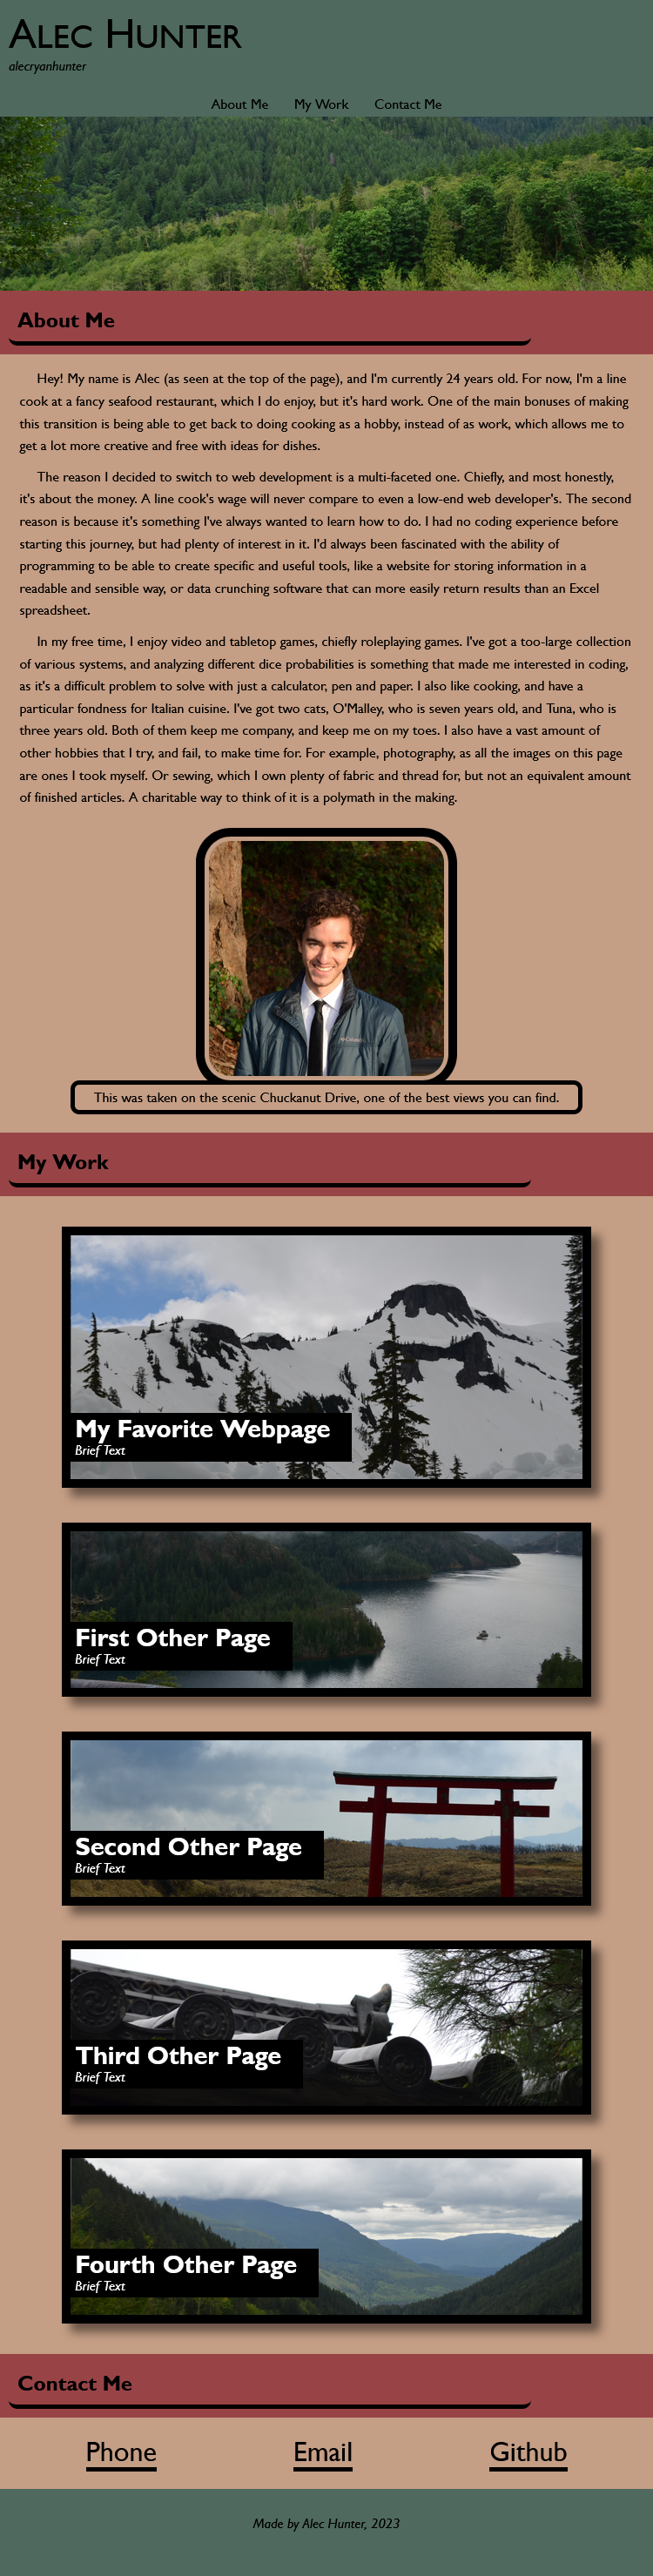 Alec Hunter
alecryanhunter
About Me My Work Contact Me
About Me
Hey! My name is Alec (as seen at the top of the page), and I'm currently 24 years old. For now, I'm a line
cook at a fancy seafood restaurant, which I do enjoy, but it's hard work. One of the main bonuses of making
this transition is being able to get back to doing cooking as a hobby, instead of as work, which allows me to
get a lot more creative and free with ideas for dishes.
The reason I decided to switch to web development is a multi-faceted one. Chiefly, and most honestly,
it's about the money. A line cook's wage will never compare to even a low-end web developer's. The second
reason is because it's something I've always wanted to learn how to do. I had no coding experience before
starting this journey, but had plenty of interest in it. I'd always been fascinated with the ability of
programming to be able to create specific and useful tools, like a website for storing information in a
readable and sensible way, or data crunching software that can more easily return results than an Excel
spreadsheet.
In my free time, I enjoy video and tabletop games, chiefly roleplaying games. I've got a too-large collection
of various systems, and analyzing different dice probabilities is something that made me interested in coding,
as it's a difficult problem to solve with just a calculator, pen and paper. I also like cooking, and have a
particular fondness for Italian cuisine. I've got two cats, O'Malley, who is seven years old, and Tuna, who is
three years old. Both of them keep me company, and keep me on my toes. I also have a vast amount of
other hobbies that I try, and fail, to make time for. For example, photography, as all the images on this page
are ones I took myself. Or sewing, which I own plenty of fabric and thread for, but not an equivalent amount
of finished articles. A charitable way to think of it is a polymath in the making.
Columbia
This was taken on the scenic Chuckanut Drive, one of the best views you can find.
My Work
My Favorite Webpage
Brief Text
First Other Page
Brief Text
Second Other Page
Brief Text
Third Other Page
Brief Text
Fourth Other Page
Brief Text
Contact Me
Phone Email Github
Made by Alec Hunter, 2023